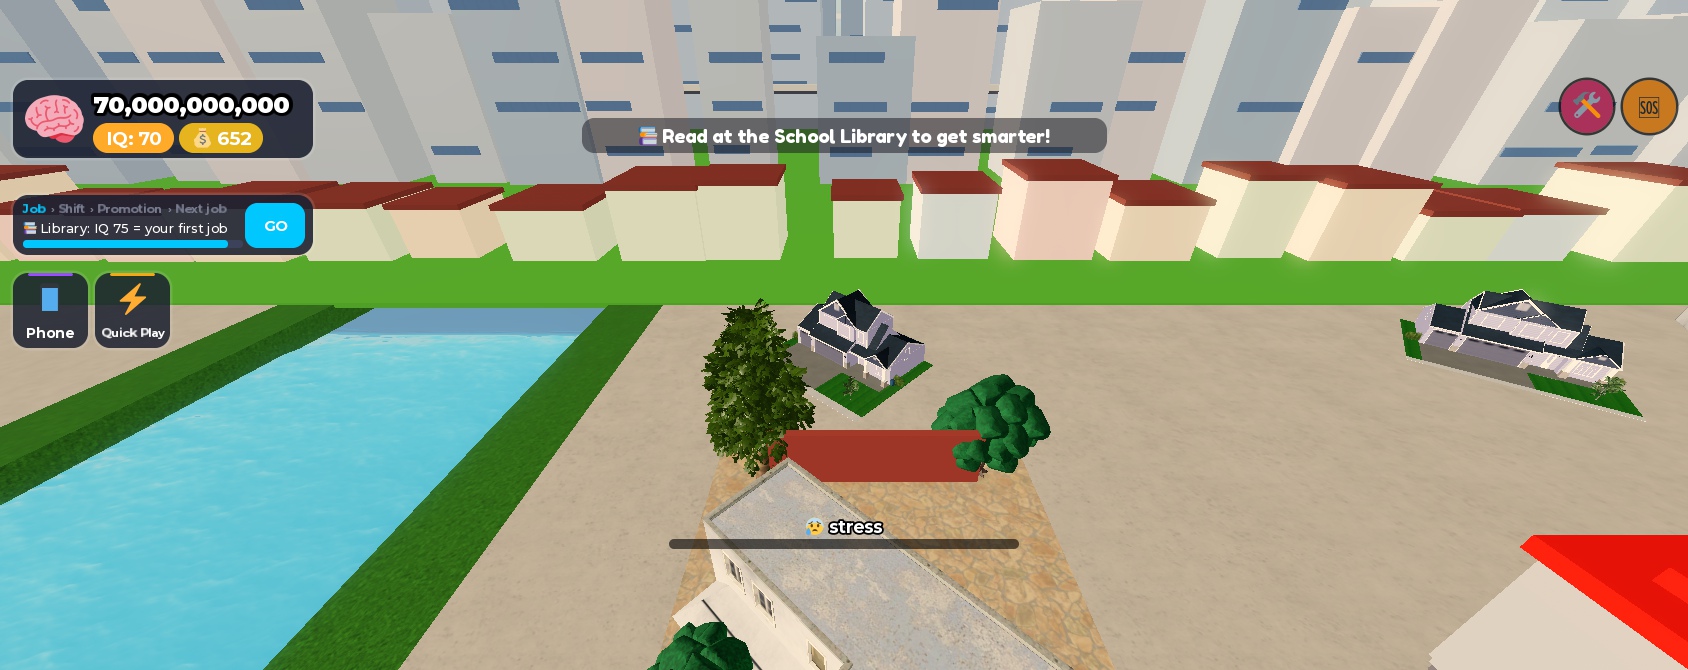 70,000,000,000
IQ: 70
652
Read at the School Library to get smarter!
SOS
Job › Shift › Promotion › Next job
Library: IQ 75 = your first job
GO
Phone
Quick Play
stress